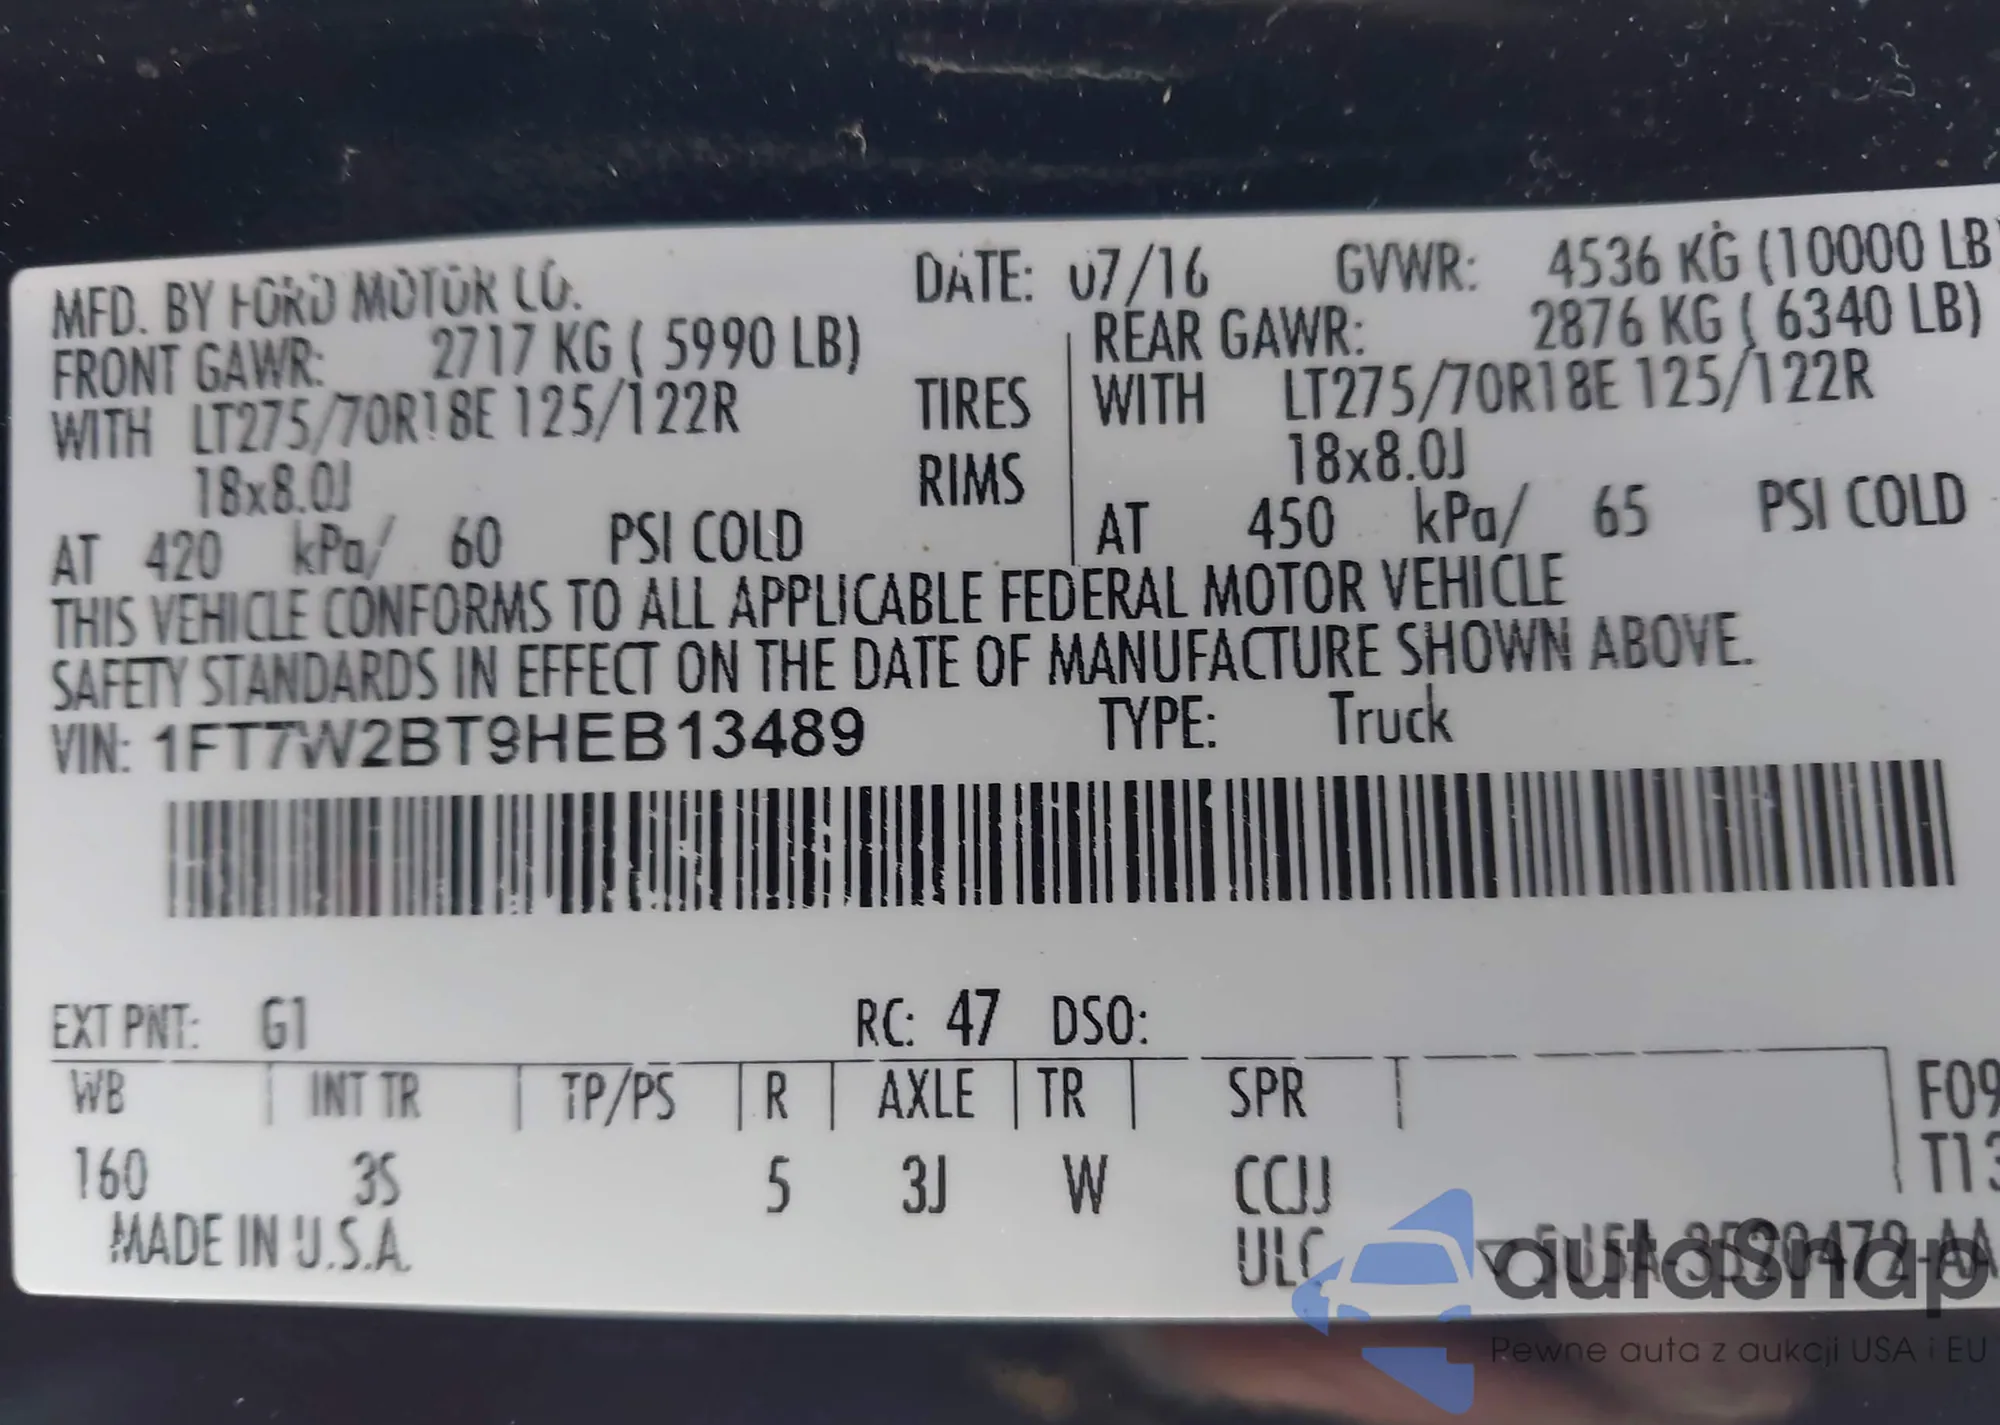 MFD. BY FORD MOTOR CO. DATE: 07/16 GVWR: 4536 KG (10000 LB)
FRONT GAWR: 2717 KG ( 5990 LB) REAR GAWR: 2876 KG ( 6340 LB)
WITH LT275/70R18E 125/122R TIRES WITH LT275/70R18E 125/122R
18x8.0J RIMS 18x8.0J
AT 420 kPa/ 60 PSI COLD AT 450 kPa/ 65 PSI COLD
THIS VEHICLE CONFORMS TO ALL APPLICABLE FEDERAL MOTOR VEHICLE
SAFETY STANDARDS IN EFFECT ON THE DATE OF MANUFACTURE SHOWN ABOVE.
VIN: 1FT7W2BT9HEB13489 TYPE: Truck
EXT PNT: G1 RC: 47 DSO:
WB INT TR TP/PS R AXLE TR SPR F09
160 3S 5 3J W CCJJ T13
MADE IN U.S.A. ULC
autoSnap
Pewne auta z aukcji USA i EU